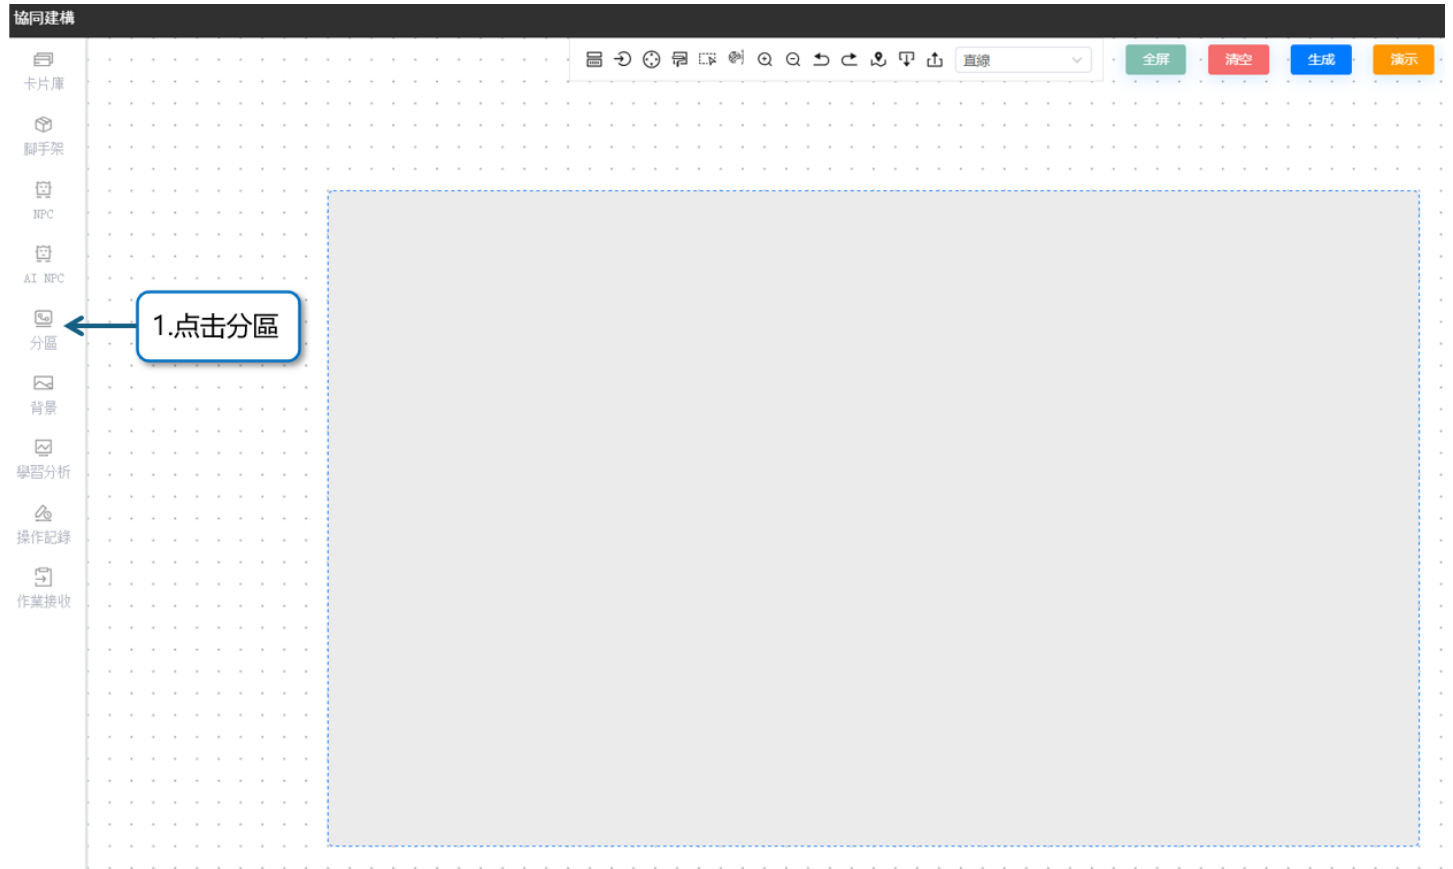 協同建構
直線
全屏
清空
生成
演示
卡片庫
腳手架
NPC
AI NPC
1.点击分區
分區
背景
學習分析
操作記錄
作業接收